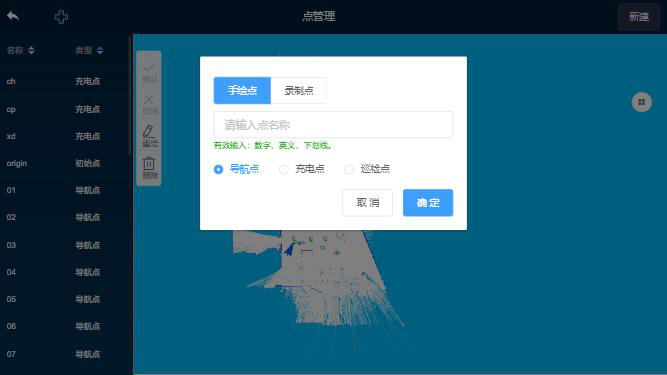 点管理
新建
名称 类型
ch 充电点
cp 充电点
xd 充电点
origin 初始点
01 导航点
02 导航点
03 导航点
04 导航点
05 导航点
06 导航点
07 导航点
确认
取消
重绘
删除
手绘点 录制点
请输入点名称
有效输入：数字、英文、下划线。
导航点 充电点 巡检点
取消 确定